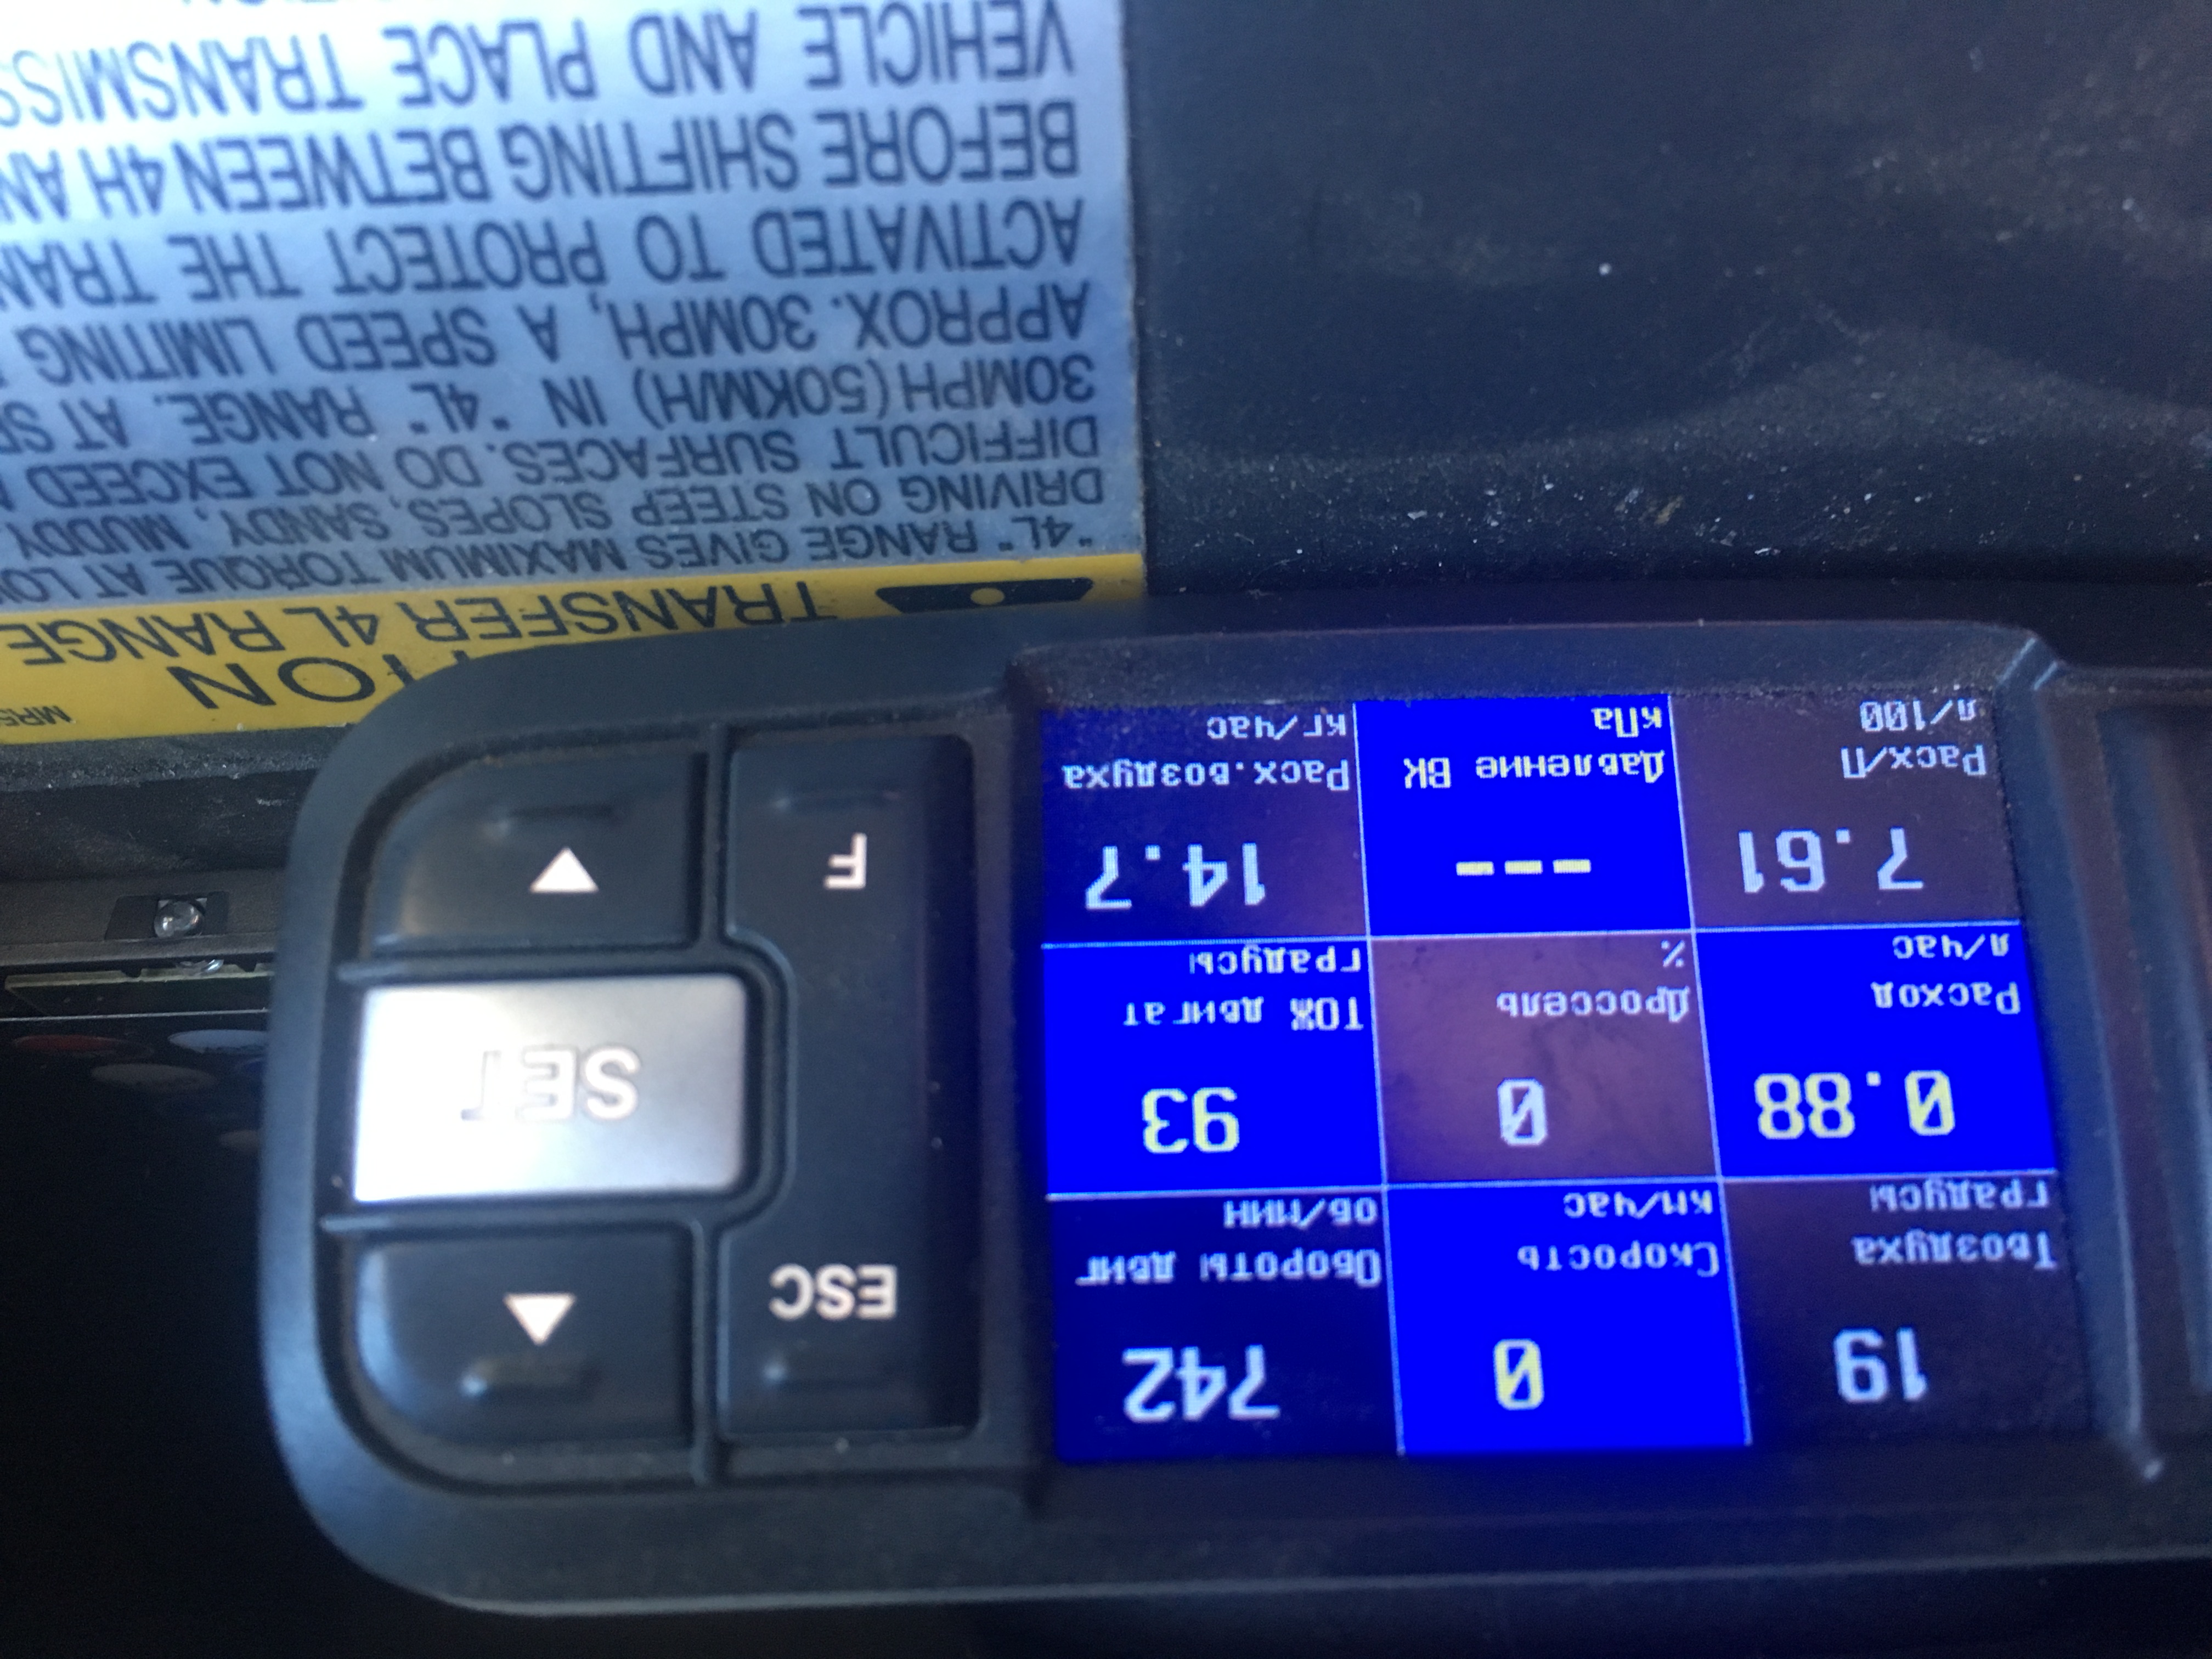 19
Твоздуха
градусы
0
Скорость
км/час
742
Обороты двиг
об/мин
0.88
Расход
л/час
0
Дроссель
%
93
ТОЖ двигат
градусы
7.61
Расх/П
л/100
---
Давление ВК
кПа
14.7
Расх.воздуха
кг/час
ESC
SET
F
MR5
TION
TRANSFER 4L RANGE
"4L" RANGE GIVES MAXIMUM TORQUE AT LOW
DRIVING ON STEEP SLOPES, SANDY, MUDDY
DIFFICULT SURFACES. DO NOT EXCEED
30MPH (50KM/H) IN "4L" RANGE. AT SP
APPROX. 30MPH, A SPEED LIMITING
ACTIVATED TO PROTECT THE TRAN
BEFORE SHIFTING BETWEEN 4H AN
VEHICLE AND PLACE TRANSMISS